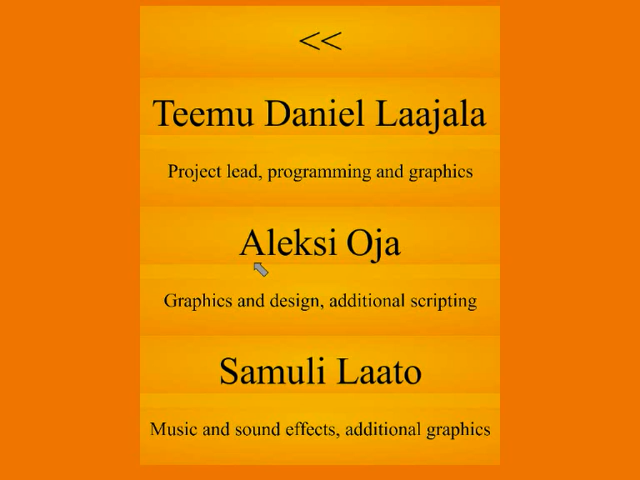 <<
Teemu Daniel Laajala
Project lead, programming and graphics
Aleksi Oja
Graphics and design, additional scripting
Samuli Laato
Music and sound effects, additional graphics